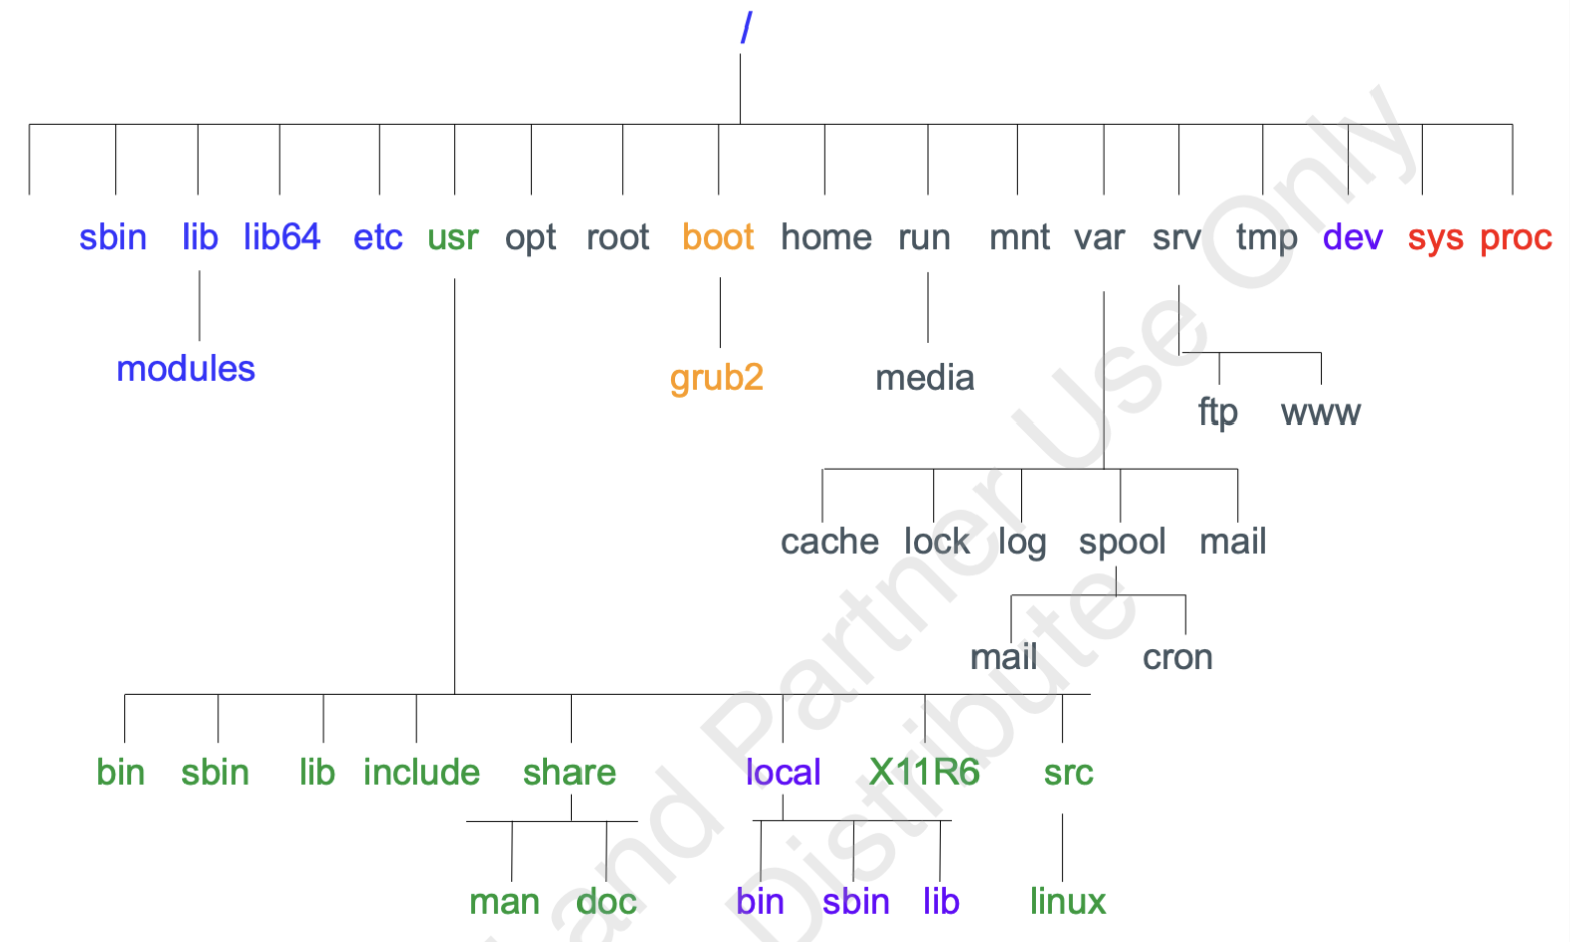 /
sbin lib lib64 etc usr opt root boot home run mnt var srv tmp dev sys proc
modules grub2 media
ftp www
cache lock log spool mail
mail cron
bin sbin lib include share local X11R6 src
man doc bin sbin lib linux
and Partner Use Only
Distribute